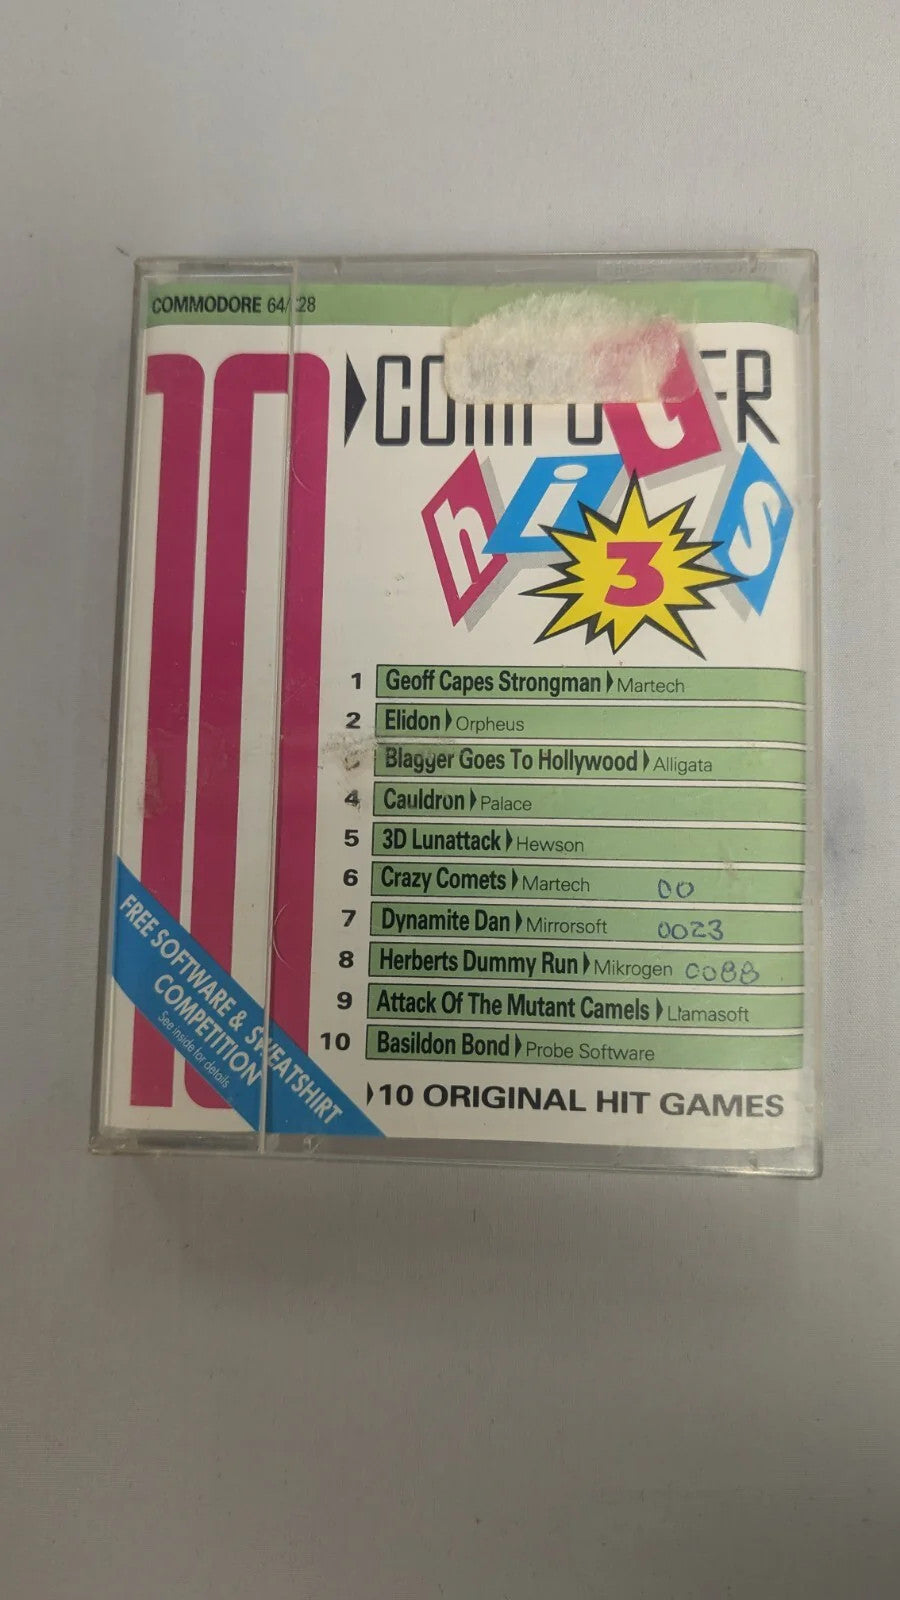 COMMODORE 64/128
10
COMPUTER
hits
3
1 Geoff Capes Strongman Martech
2 Elidon Orpheus
3 Blagger Goes To Hollywood Alligata
4 Cauldron Palace
5 3D Lunattack Hewson
6 Crazy Comets Martech 00
7 Dynamite Dan Mirrorsoft 0023
8 Herberts Dummy Run Mikrogen 0088
9 Attack Of The Mutant Camels Llamasoft
10 Basildon Bond Probe Software
10 ORIGINAL HIT GAMES
FREE SOFTWARE & SWEATSHIRT
COMPETITION
See inside for details